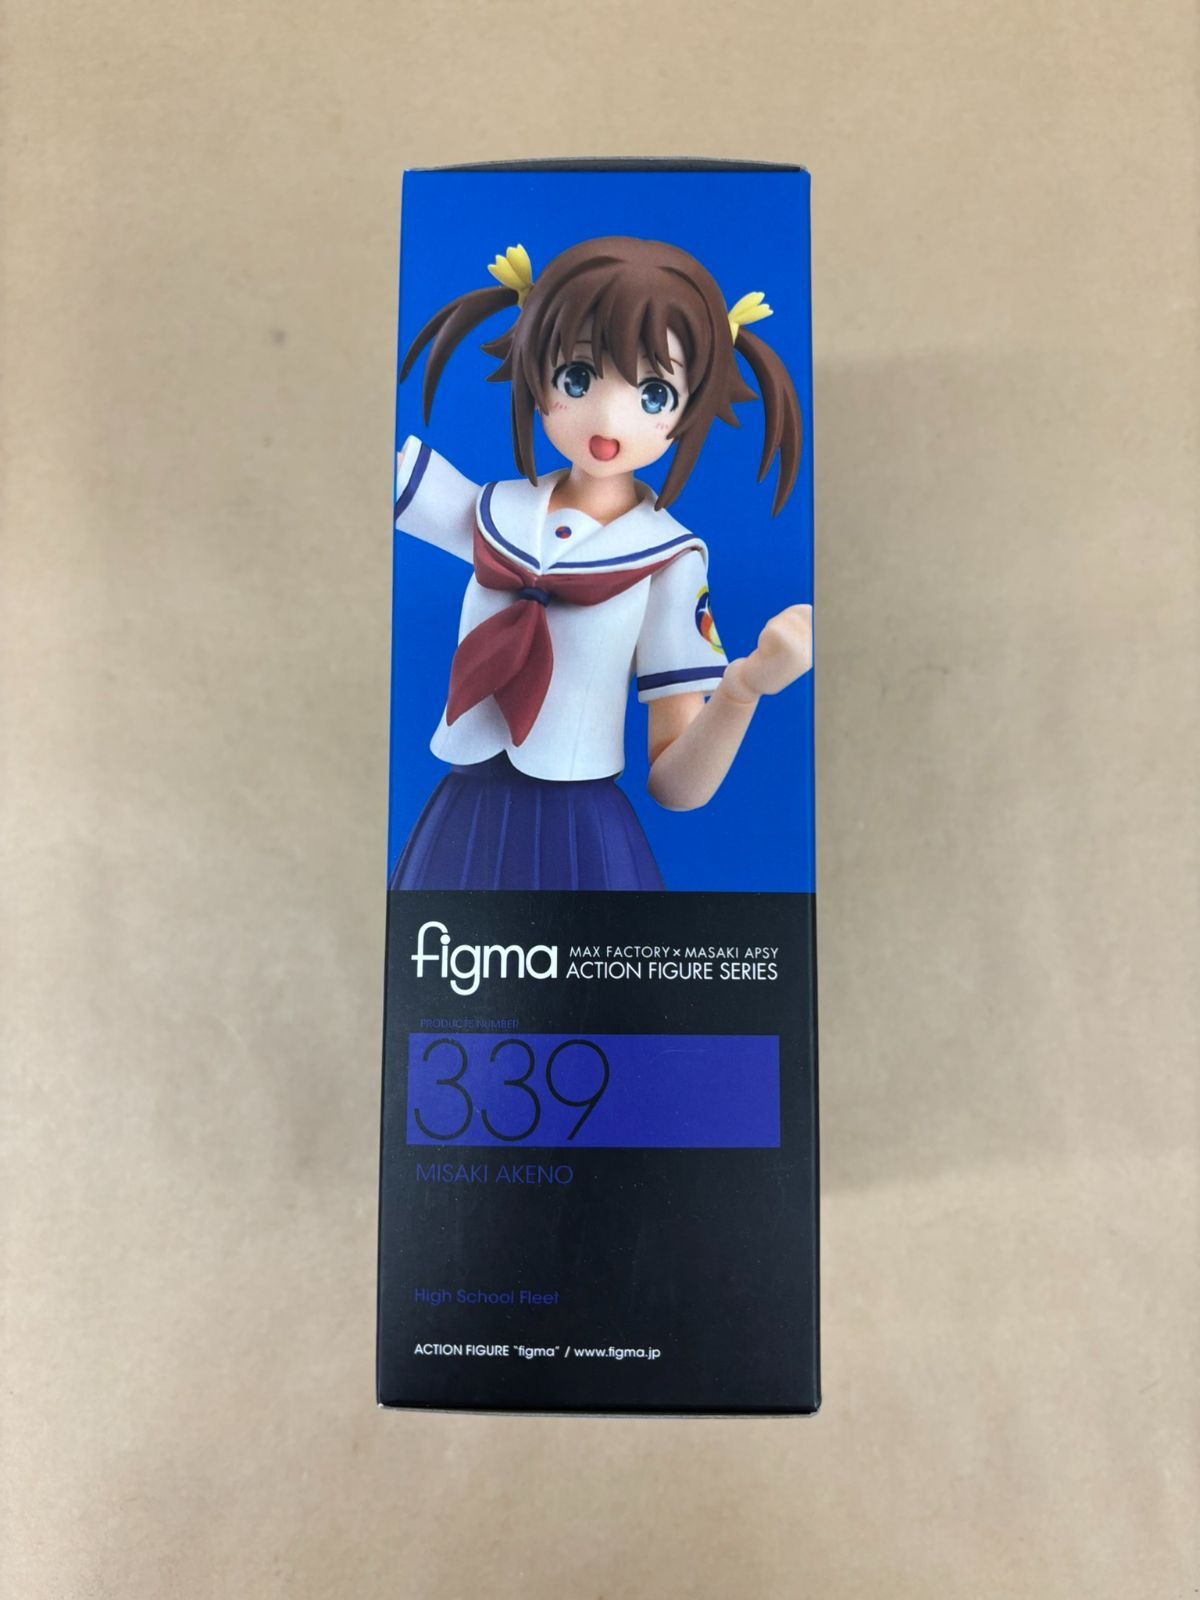 figma
MAX FACTORY × MASAKI APSY
ACTION FIGURE SERIES
PRODUCTS NUMBER
339
MISAKI AKENO
High School Fleet
ACTION FIGURE "figma" / www.figma.jp